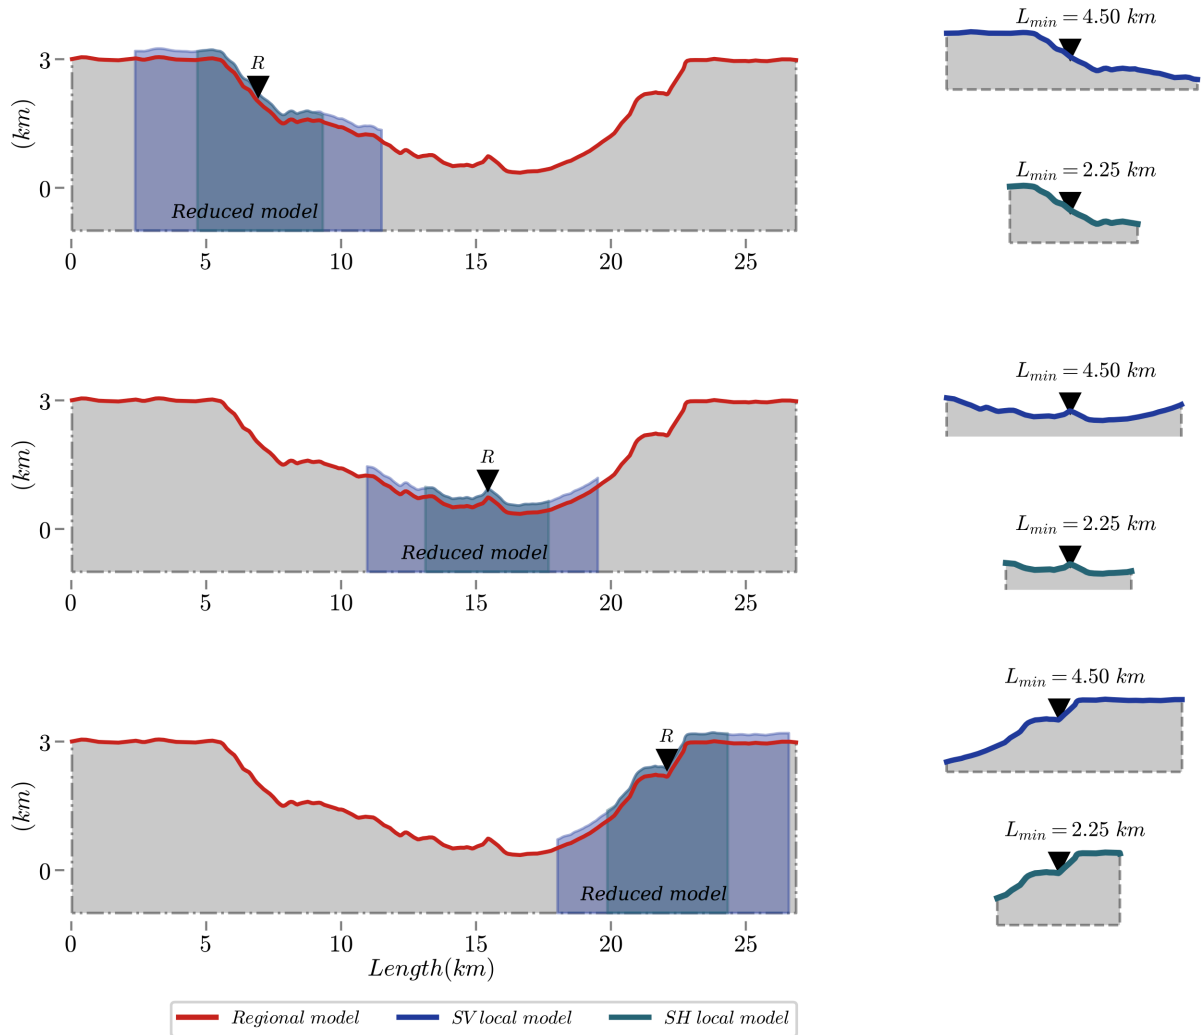 L_min = 4.50 km
3
R
(km)
L_min = 2.25 km
0
Reduced model
0 5 10 15 20 25
L_min = 4.50 km
3
R
(km)
L_min = 2.25 km
0
Reduced model
0 5 10 15 20 25
L_min = 4.50 km
3
R
(km)
L_min = 2.25 km
0
Reduced model
0 5 10 15 20 25
Length(km)
Regional model SV local model SH local model